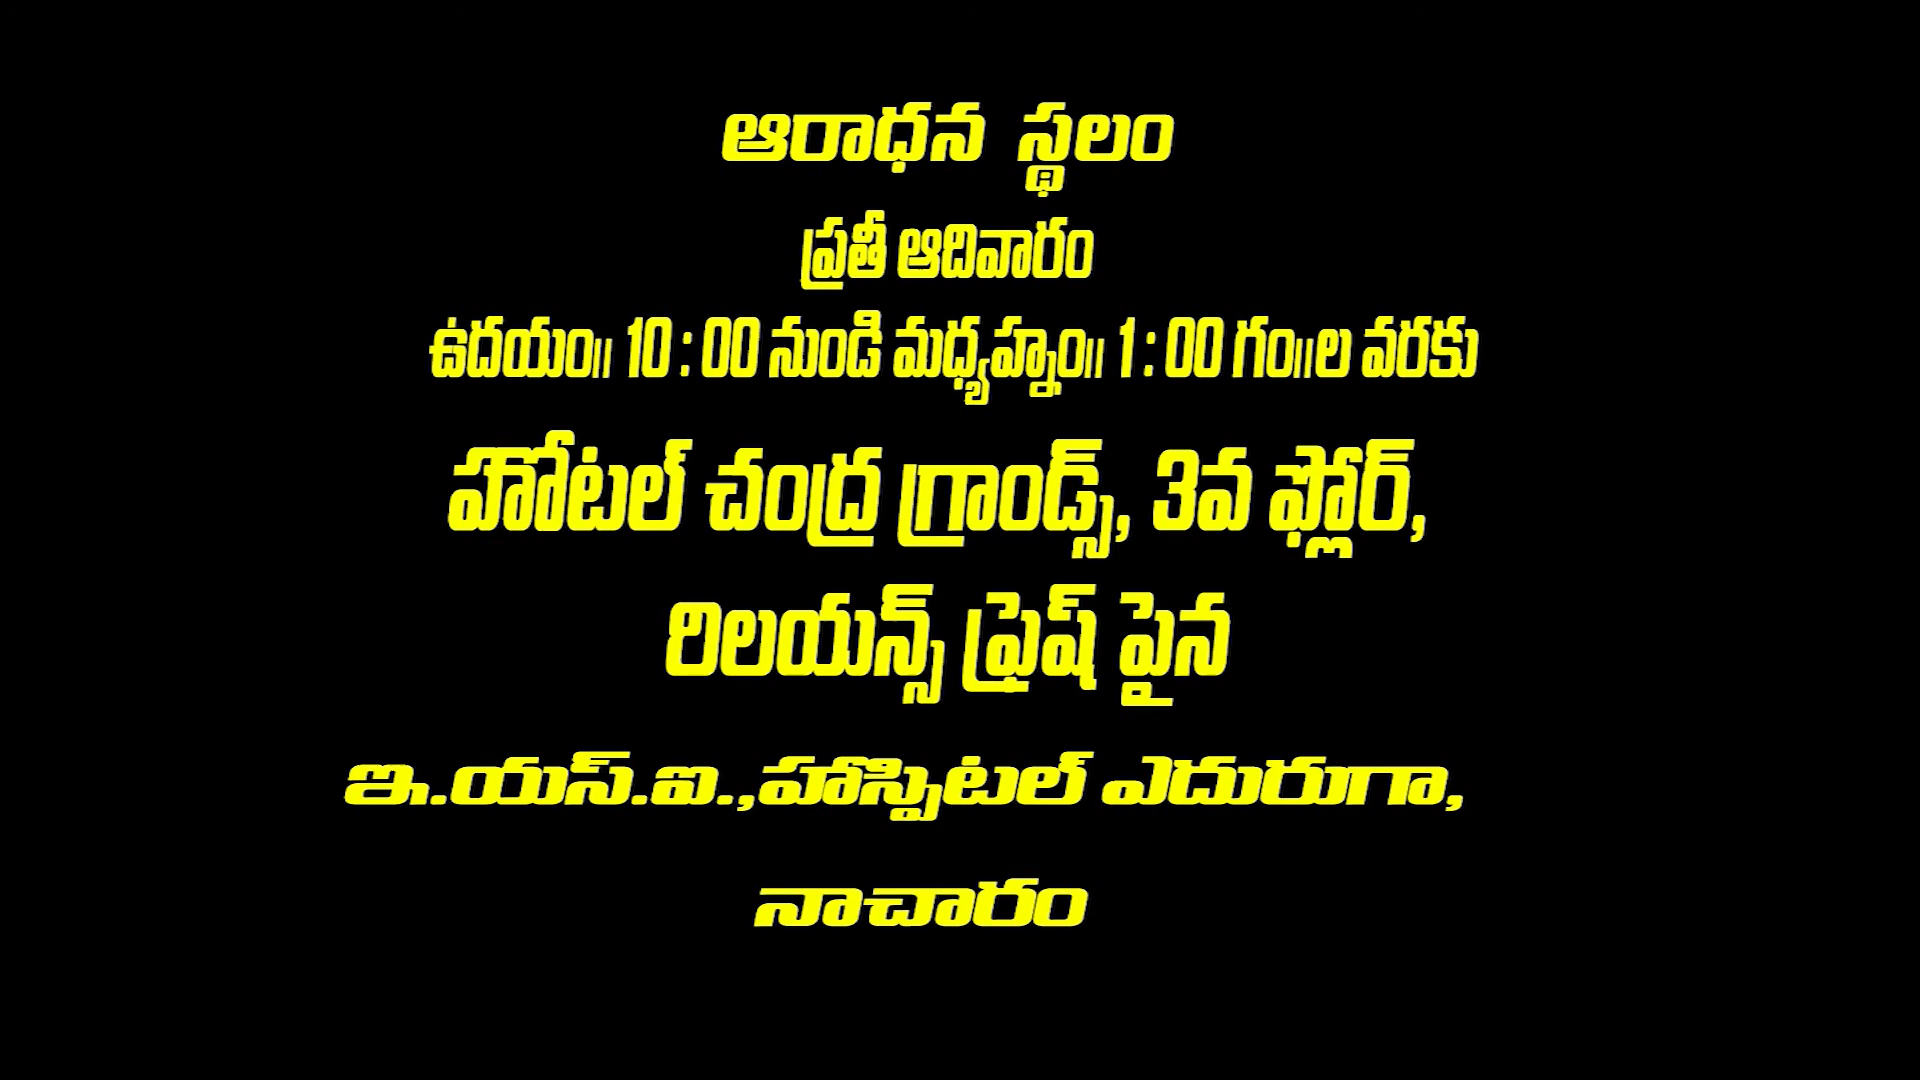 ఆరాధన స్థలం
ప్రతీ ఆదివారం
ఉదయం॥ 10 : 00 నుండి మధ్యహ్నం॥ 1 : 00 గం॥ల వరకు
హోటల్ చంద్ర గ్రాండ్స్, 3వ ఫ్లోర్,
రిలయన్స్ ఫ్రెష్ పైన
ఇ.యస్.ఐ.,హాస్పిటల్ ఎదురుగా,
నాచారం